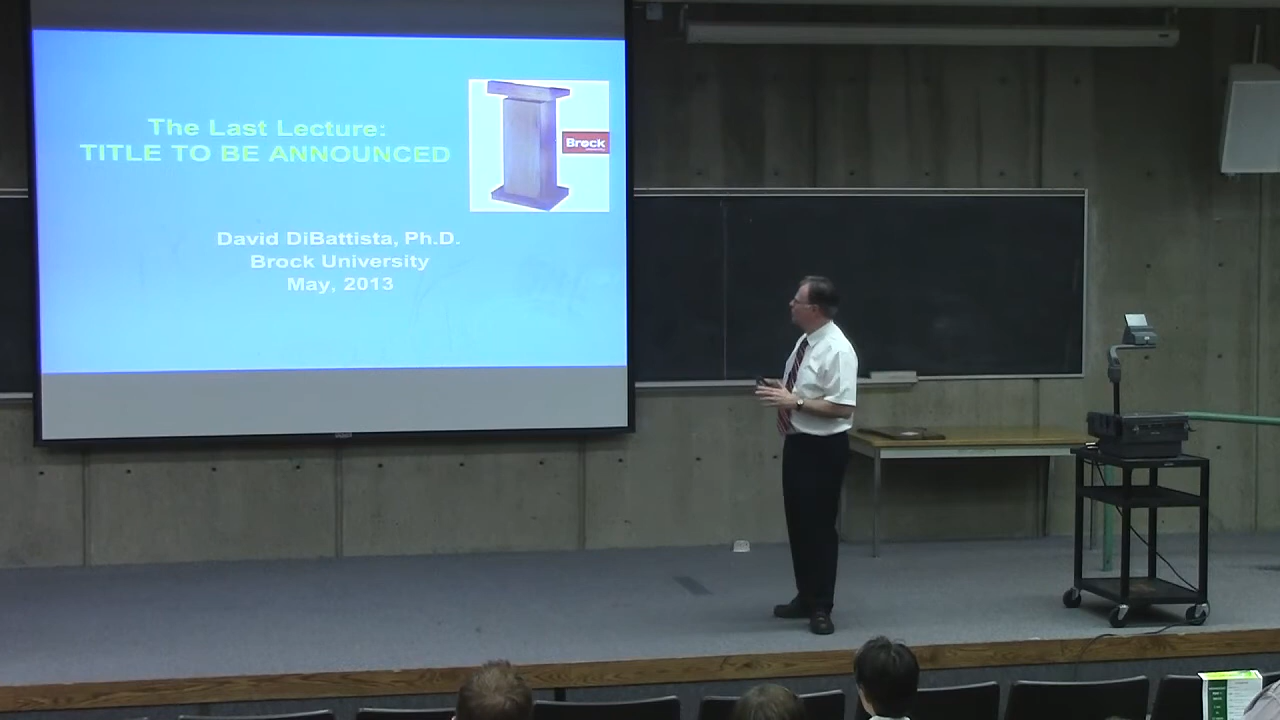 The Last Lecture:
TITLE TO BE ANNOUNCED
Brock
David DiBattista, Ph.D.
Brock University
May, 2013